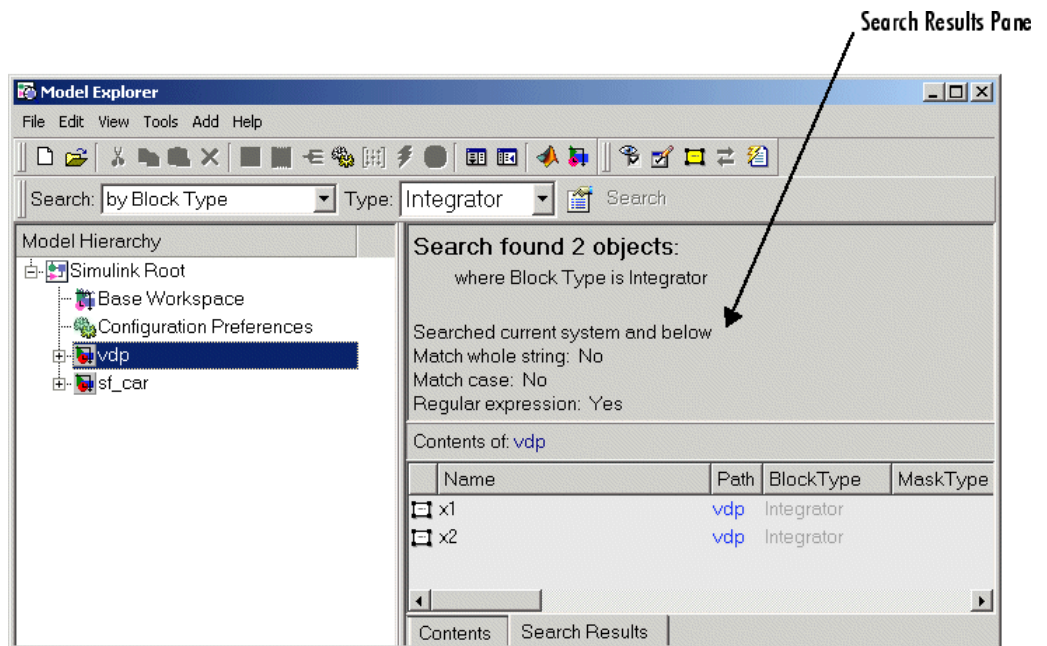 Search Results Pane
Model Explorer
File Edit View Tools Add Help
Search: by Block Type Type: Integrator Search
Model Hierarchy
Simulink Root
Base Workspace
Configuration Preferences
vdp
sf_car
Search found 2 objects:
where Block Type is Integrator
Searched current system and below
Match whole string: No
Match case: No
Regular expression: Yes
Contents of: vdp
Name Path BlockType MaskType
x1 vdp Integrator
x2 vdp Integrator
Contents Search Results